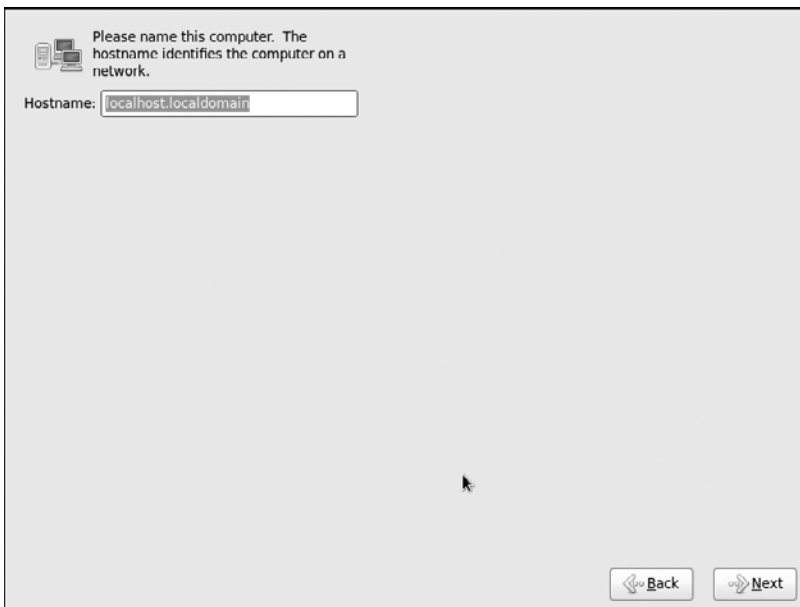 Please name this computer. The
hostname identifies the computer on a
network.
Hostname: localhost.localdomain
Back
Next